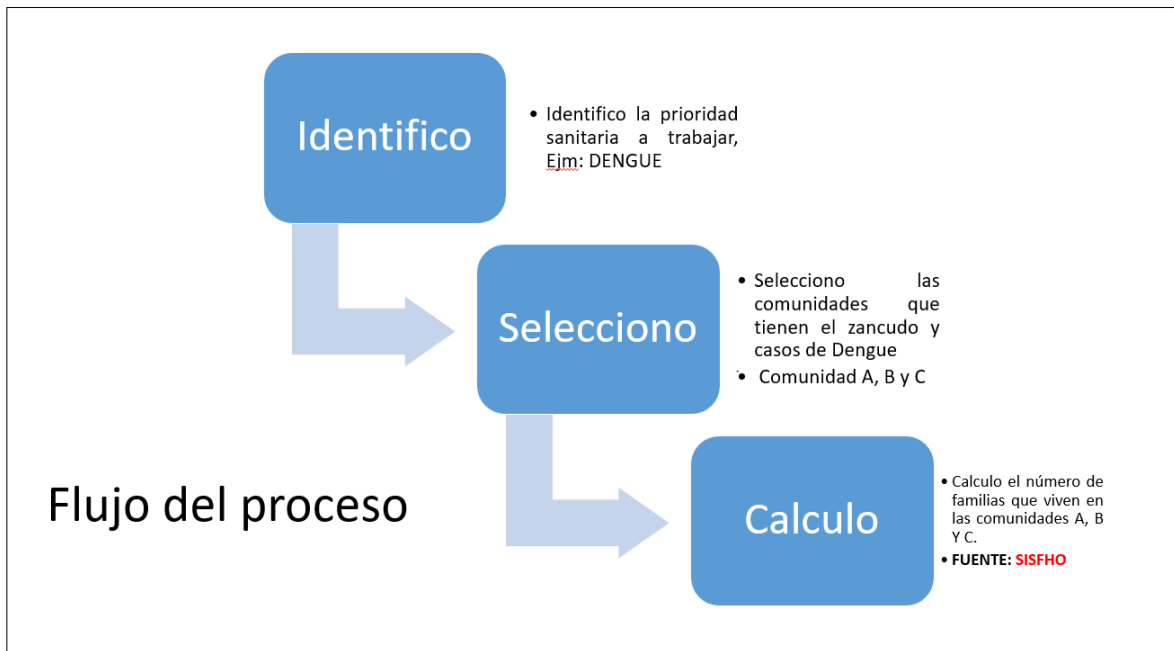 Identifico
• Identifico la prioridad
sanitaria a trabajar,
Ejm: DENGUE
Selecciono
• Selecciono las
comunidades que
tienen el zancudo y
casos de Dengue
• Comunidad A, B y C
Flujo del proceso
Calculo
• Calculo el número de
familias que viven en
las comunidades A, B
Y C.
• FUENTE: SISFHO